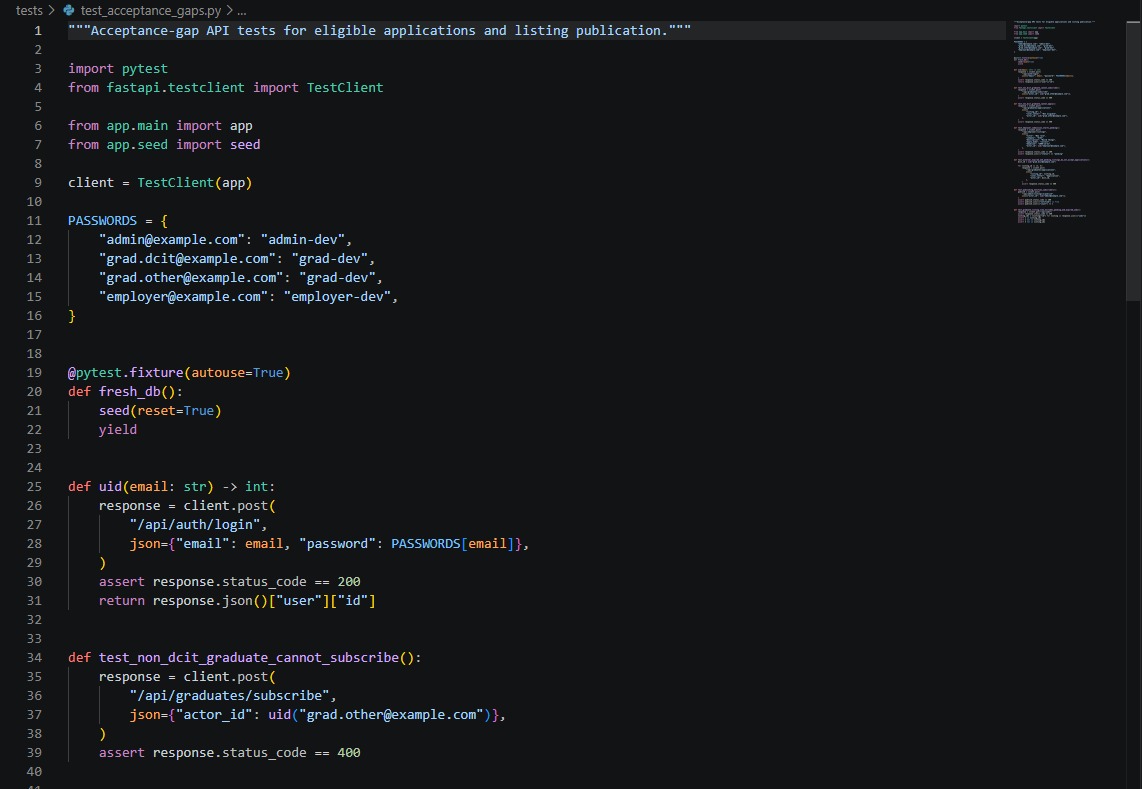 tests > test_acceptance_gaps.py > ...
1 """Acceptance-gap API tests for eligible applications and listing publication."""
2
3 import pytest
4 from fastapi.testclient import TestClient
5
6 from app.main import app
7 from app.seed import seed
8
9 client = TestClient(app)
10
11 PASSWORDS = {
12     "admin@example.com": "admin-dev",
13     "grad.dcit@example.com": "grad-dev",
14     "grad.other@example.com": "grad-dev",
15     "employer@example.com": "employer-dev",
16 }
17
18
19 @pytest.fixture(autouse=True)
20 def fresh_db():
21     seed(reset=True)
22     yield
23
24
25 def uid(email: str) -> int:
26     response = client.post(
27         "/api/auth/login",
28         json={"email": email, "password": PASSWORDS[email]},
29     )
30     assert response.status_code == 200
31     return response.json()["user"]["id"]
32
33
34 def test_non_dcit_graduate_cannot_subscribe():
35     response = client.post(
36         "/api/graduates/subscribe",
37         json={"actor_id": uid("grad.other@example.com")},
38     )
39     assert response.status_code == 400
40